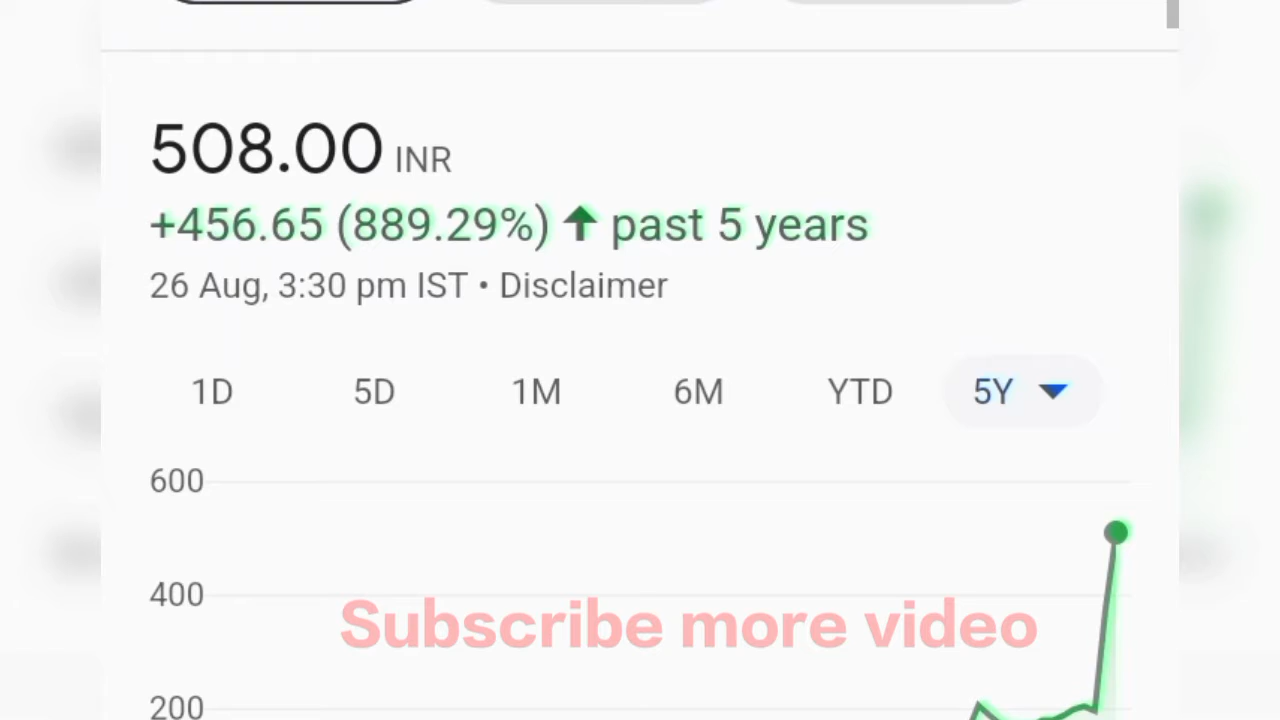 508.00 INR
+456.65 (889.29%) ↑ past 5 years
26 Aug, 3:30 pm IST • Disclaimer
1D 5D 1M 6M YTD 5Y
600
400
Subscribe more video
200